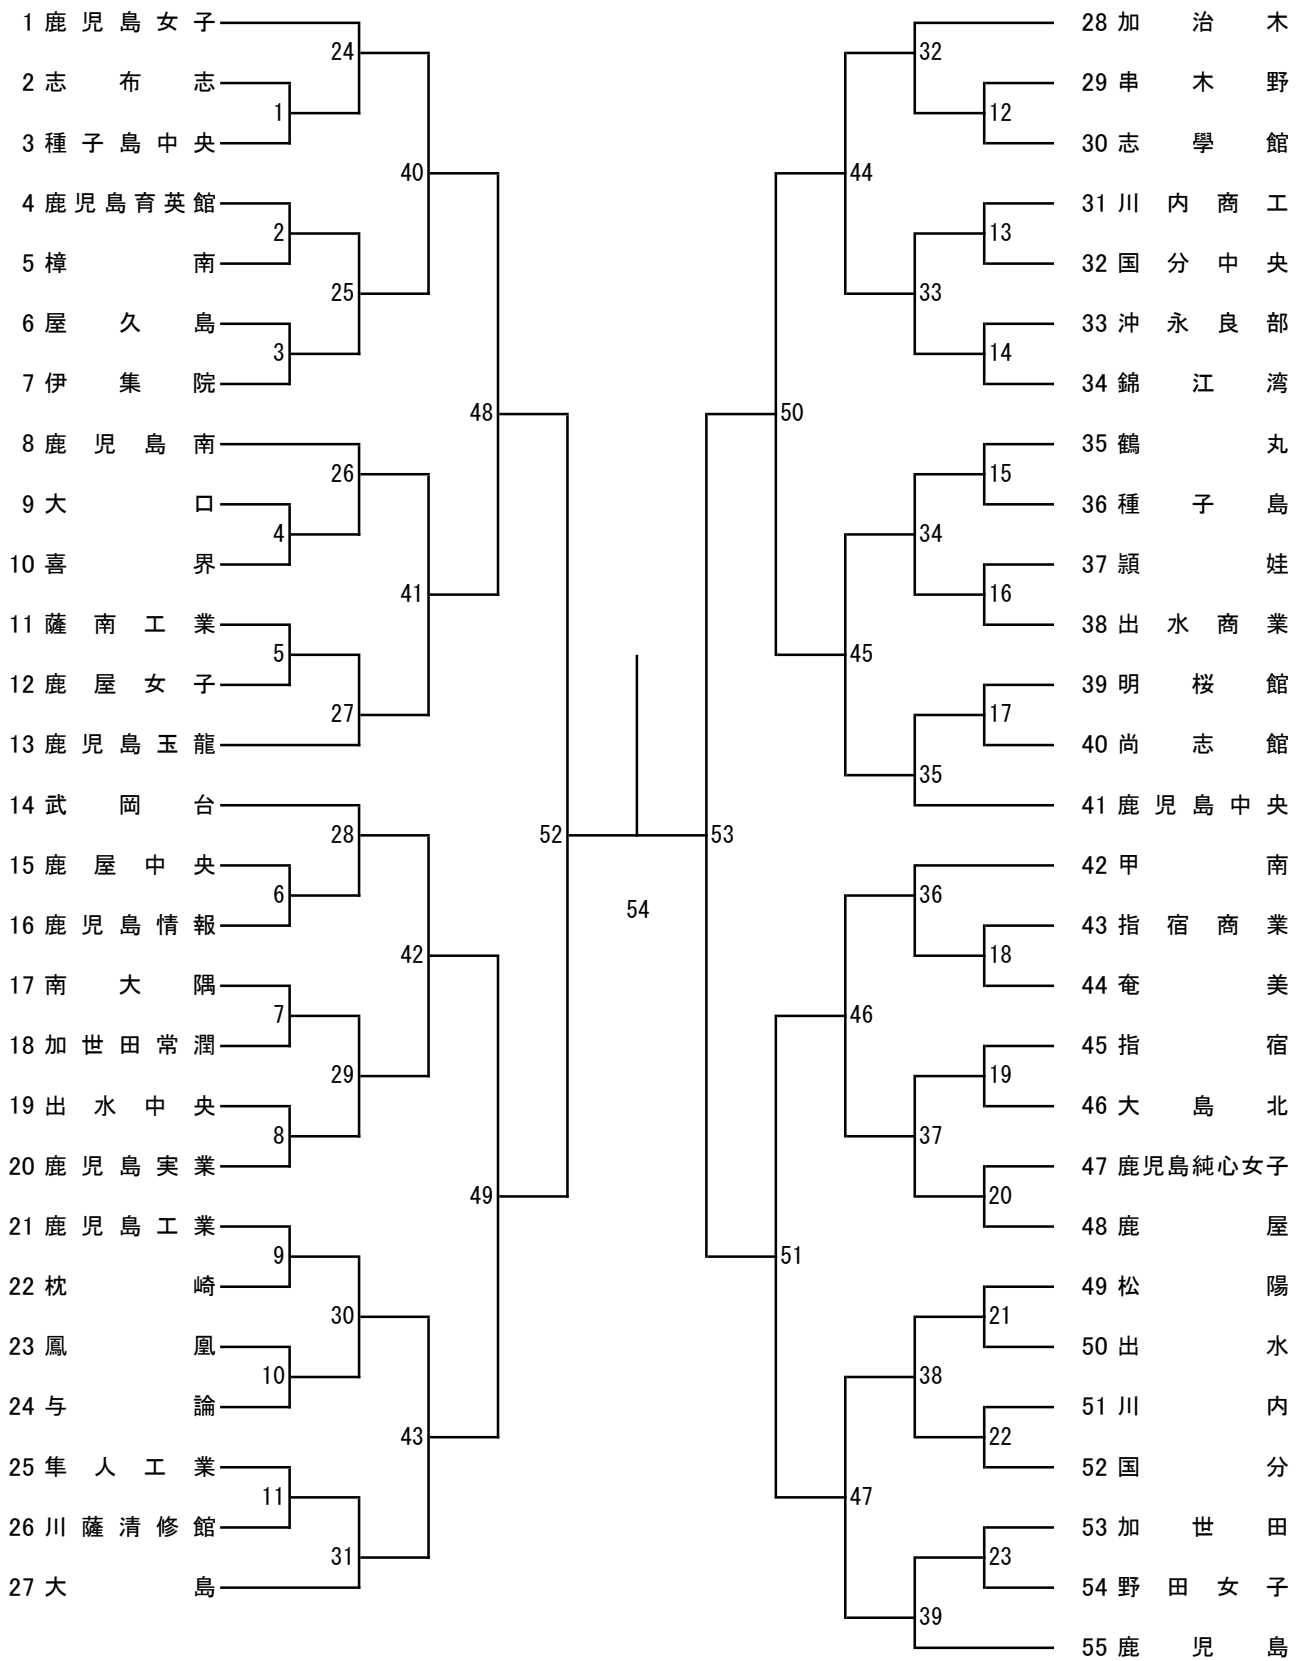 1 鹿児島女子
2 志布志
3 種子島中央
4 鹿児島育英館
5 樟南
6 屋久島
7 伊集院
8 鹿児島南
9 大口
10 喜界
11 薩南工業
12 鹿屋女子
13 鹿児島玉龍
14 武岡台
15 鹿屋中央
16 鹿児島情報
17 南大隅
18 加世田常潤
19 出水中央
20 鹿児島実業
21 鹿児島工業
22 枕崎
23 鳳凰
24 与論
25 隼人工業
26 川薩清修館
27 大島
1
2
3
4
5
6
7
8
9
10
11
24
25
26
27
28
29
30
31
40
41
42
43
48
49
52
54
53
50
51
44
45
46
47
32
33
34
35
36
37
38
39
12
13
14
15
16
17
18
19
20
21
22
23
28 加治木
29 串木野
30 志學館
31 川内商工
32 国分中央
33 沖永良部
34 錦江湾
35 鶴丸
36 種子島
37 頴娃
38 出水商業
39 明桜館
40 尚志館
41 鹿児島中央
42 甲南
43 指宿商業
44 奄美
45 指宿
46 大島北
47 鹿児島純心女子
48 鹿屋
49 松陽
50 出水
51 川内
52 国分
53 加世田
54 野田女子
55 鹿児島